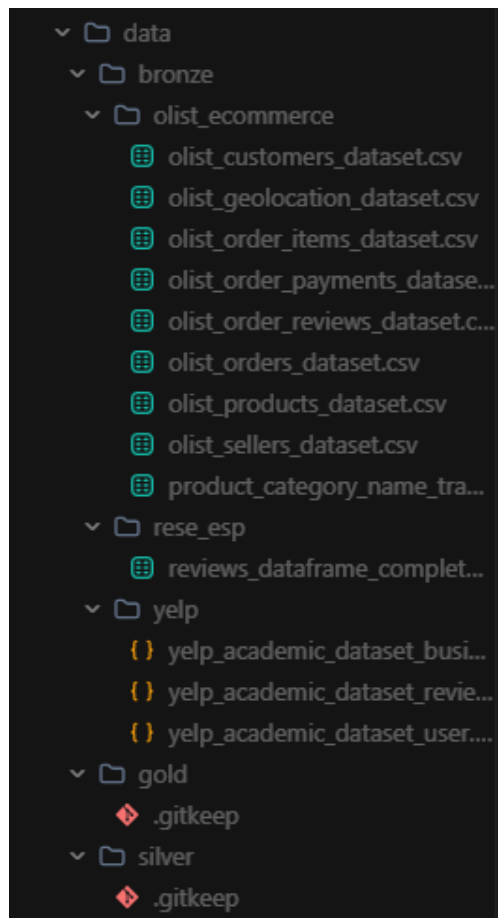 data
bronze
olist_ecommerce
olist_customers_dataset.csv
olist_geolocation_dataset.csv
olist_order_items_dataset.csv
olist_order_payments_datase...
olist_order_reviews_dataset.c...
olist_orders_dataset.csv
olist_products_dataset.csv
olist_sellers_dataset.csv
product_category_name_tra...
rese_esp
reviews_dataframe_complet...
yelp
yelp_academic_dataset_busi...
yelp_academic_dataset_revie...
yelp_academic_dataset_user....
gold
.gitkeep
silver
.gitkeep